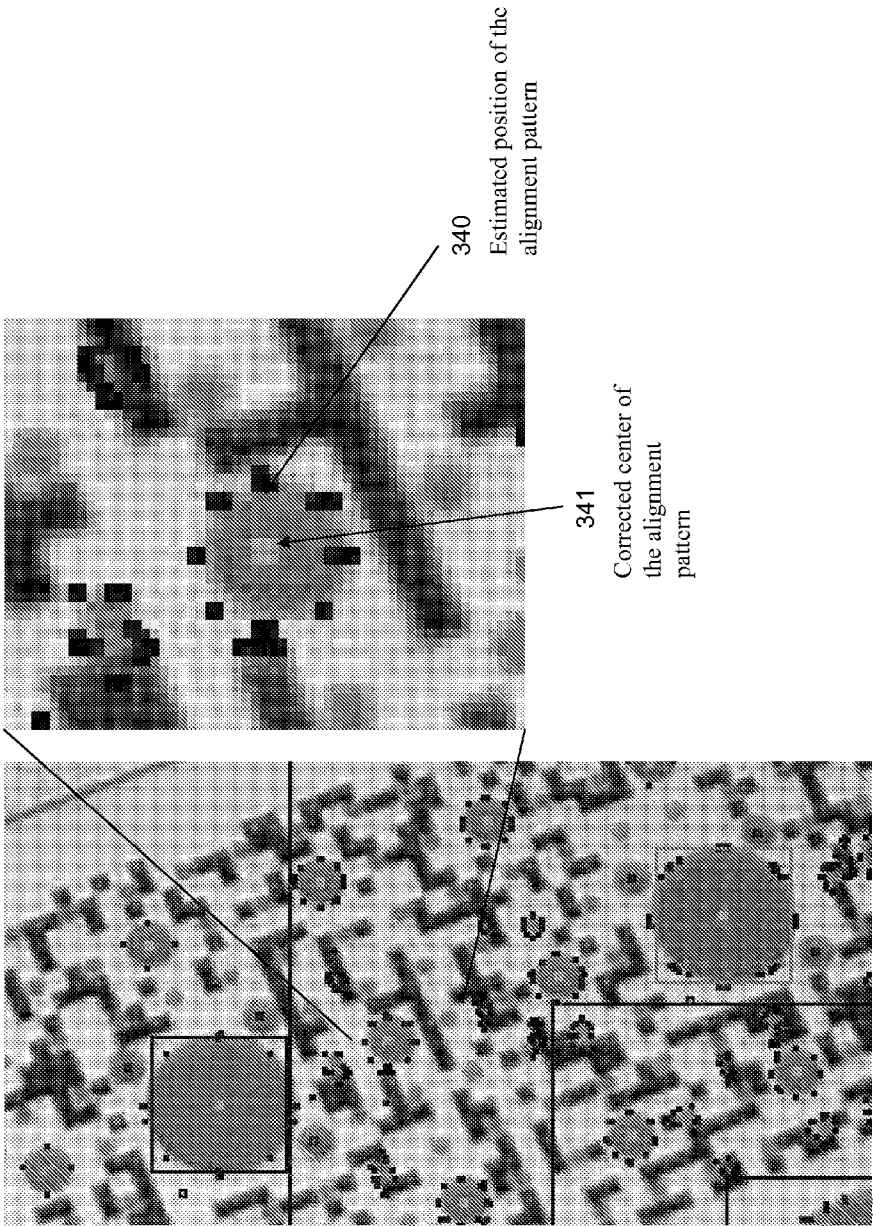 340
Estimated position of the
alignment pattern
341
Corrected center of
the alignment
pattern